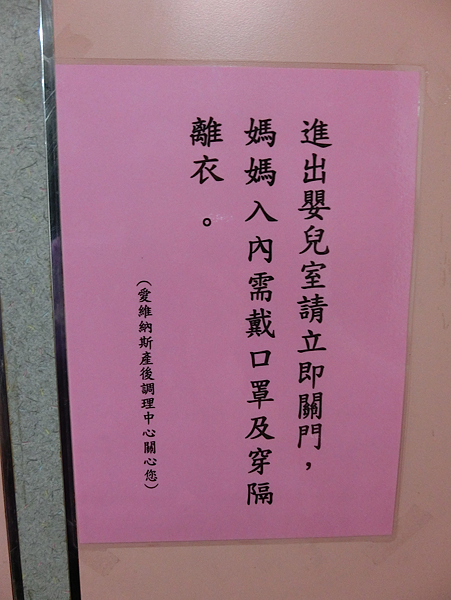 進出嬰兒室請立即關門，
媽媽入內需戴口罩及穿隔
離衣。
（愛維納斯產後調理中心關心您）